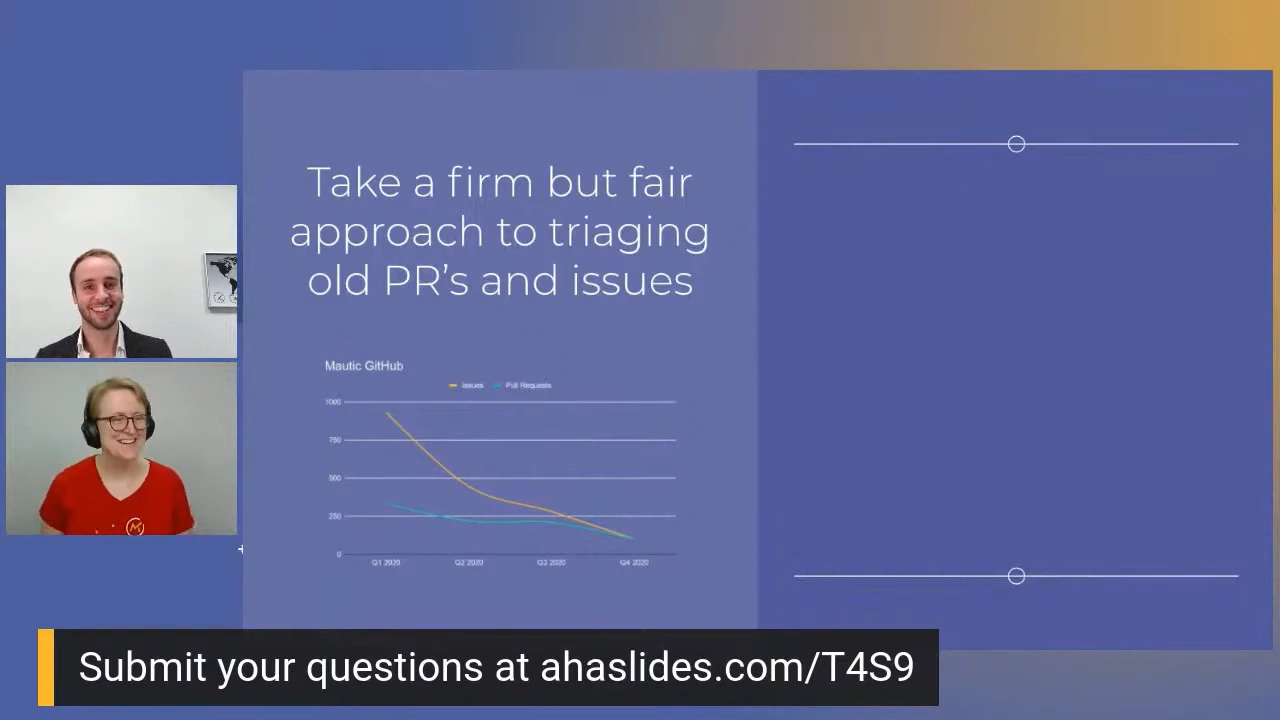 Take a firm but fair
approach to triaging
old PR’s and issues
Mautic GitHub
Issues Pull Requests
1000
750
500
250
0
Q1 2020 Q2 2020 Q3 2020 Q4 2020
Submit your questions at ahaslides.com/T4S9